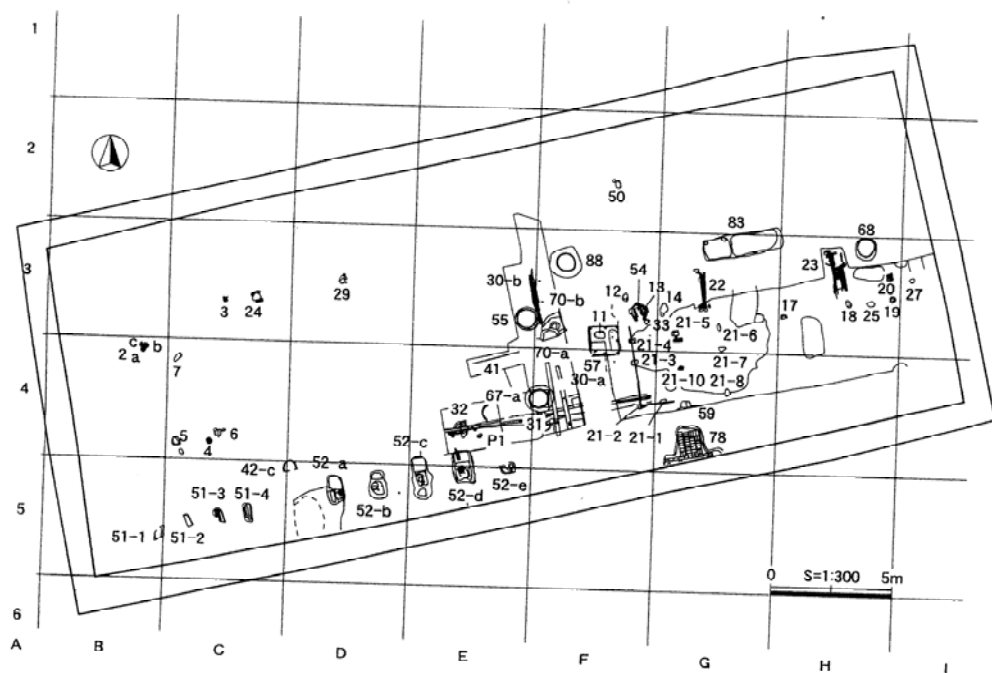 1
2
50
83
68
3
88
23
30-b
54
29
12
13
14
22
20
27
3
24
70-b
55
11
33
21-5
17
18
25
19
21-6
c
b
2
a
21-4
7
70-a
57
21-3
21-7
41
30-a
21-10
21-8
4
67-a
32
59
5
6
31
21-2
21-1
4
P1
78
42-c
52-a
52-c
51-3
51-4
52-d
52-e
5
52-b
51-1
51-2
0
S=1:300
5m
6
A
B
C
D
E
F
G
H
I